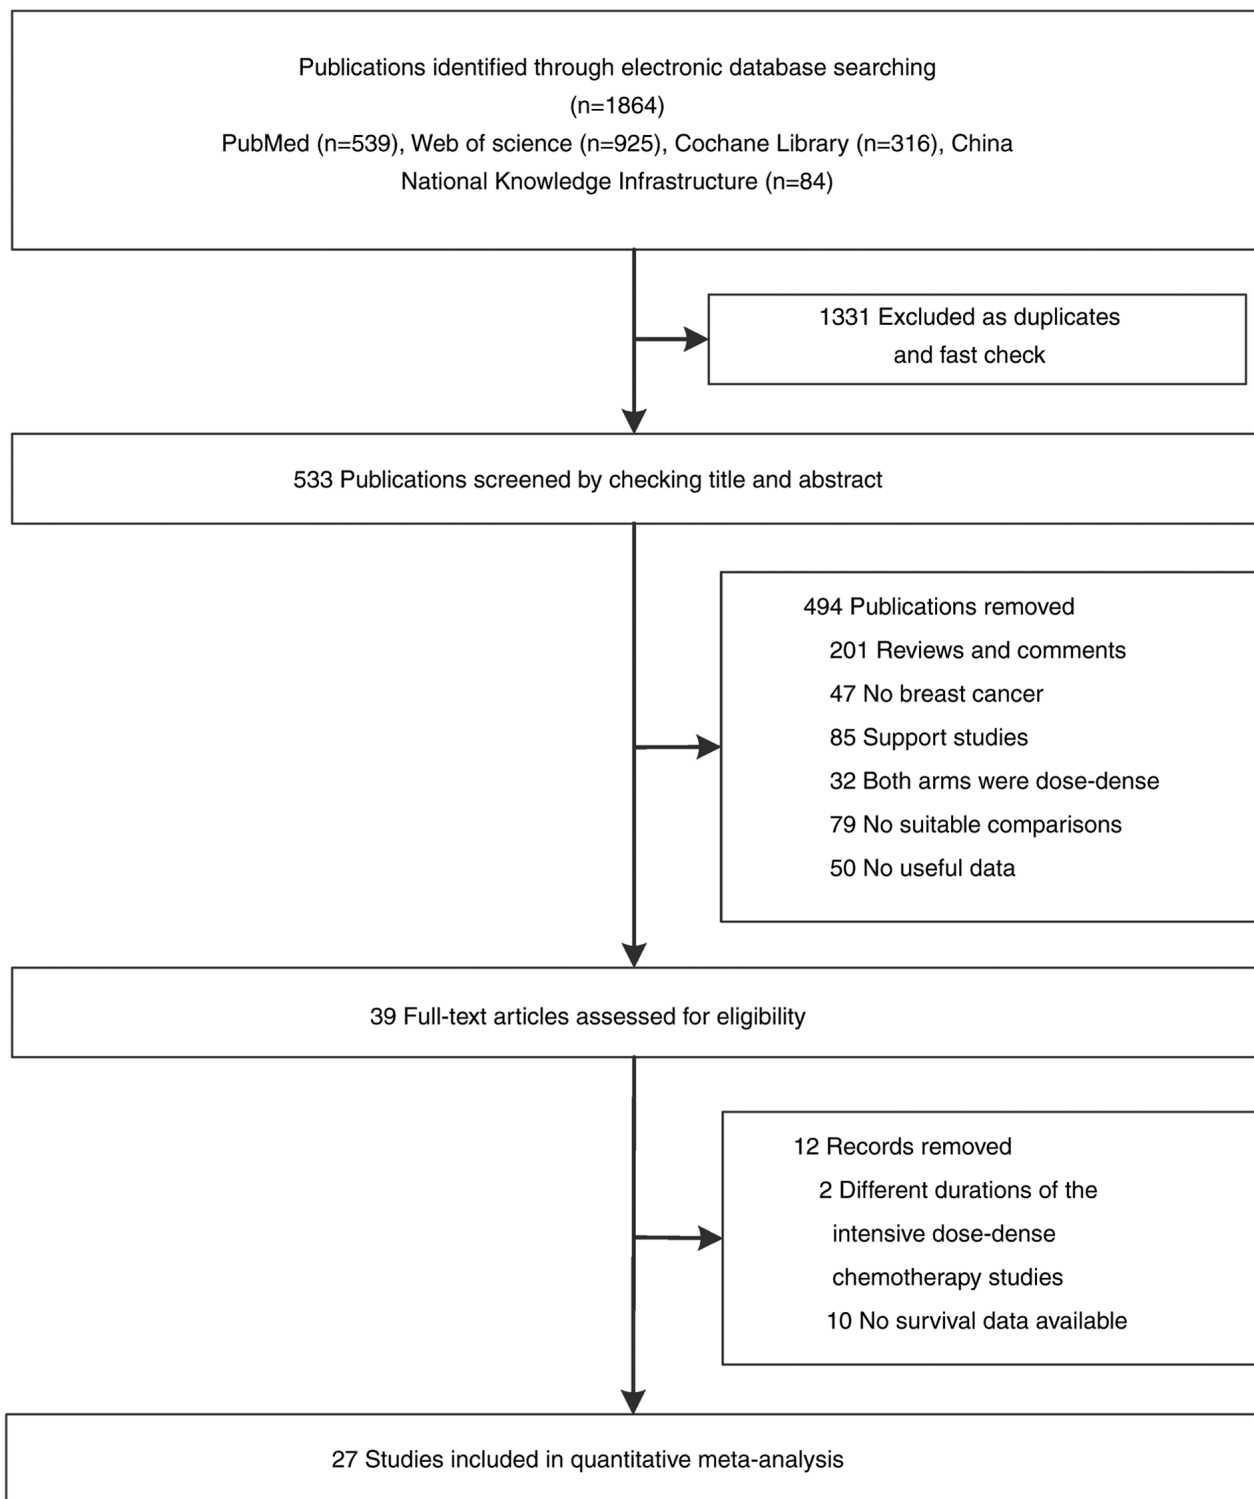 Publications identified through electronic database searching
(n=1864)
PubMed (n=539), Web of science (n=925), Cochane Library (n=316), China
National Knowledge Infrastructure (n=84)
1331 Excluded as duplicates
and fast check
533 Publications screened by checking title and abstract
494 Publications removed
201 Reviews and comments
47 No breast cancer
85 Support studies
32 Both arms were dose-dense
79 No suitable comparisons
50 No useful data
39 Full-text articles assessed for eligibility
12 Records removed
2 Different durations of the
intensive dose-dense
chemotherapy studies
10 No survival data available
27 Studies included in quantitative meta-analysis